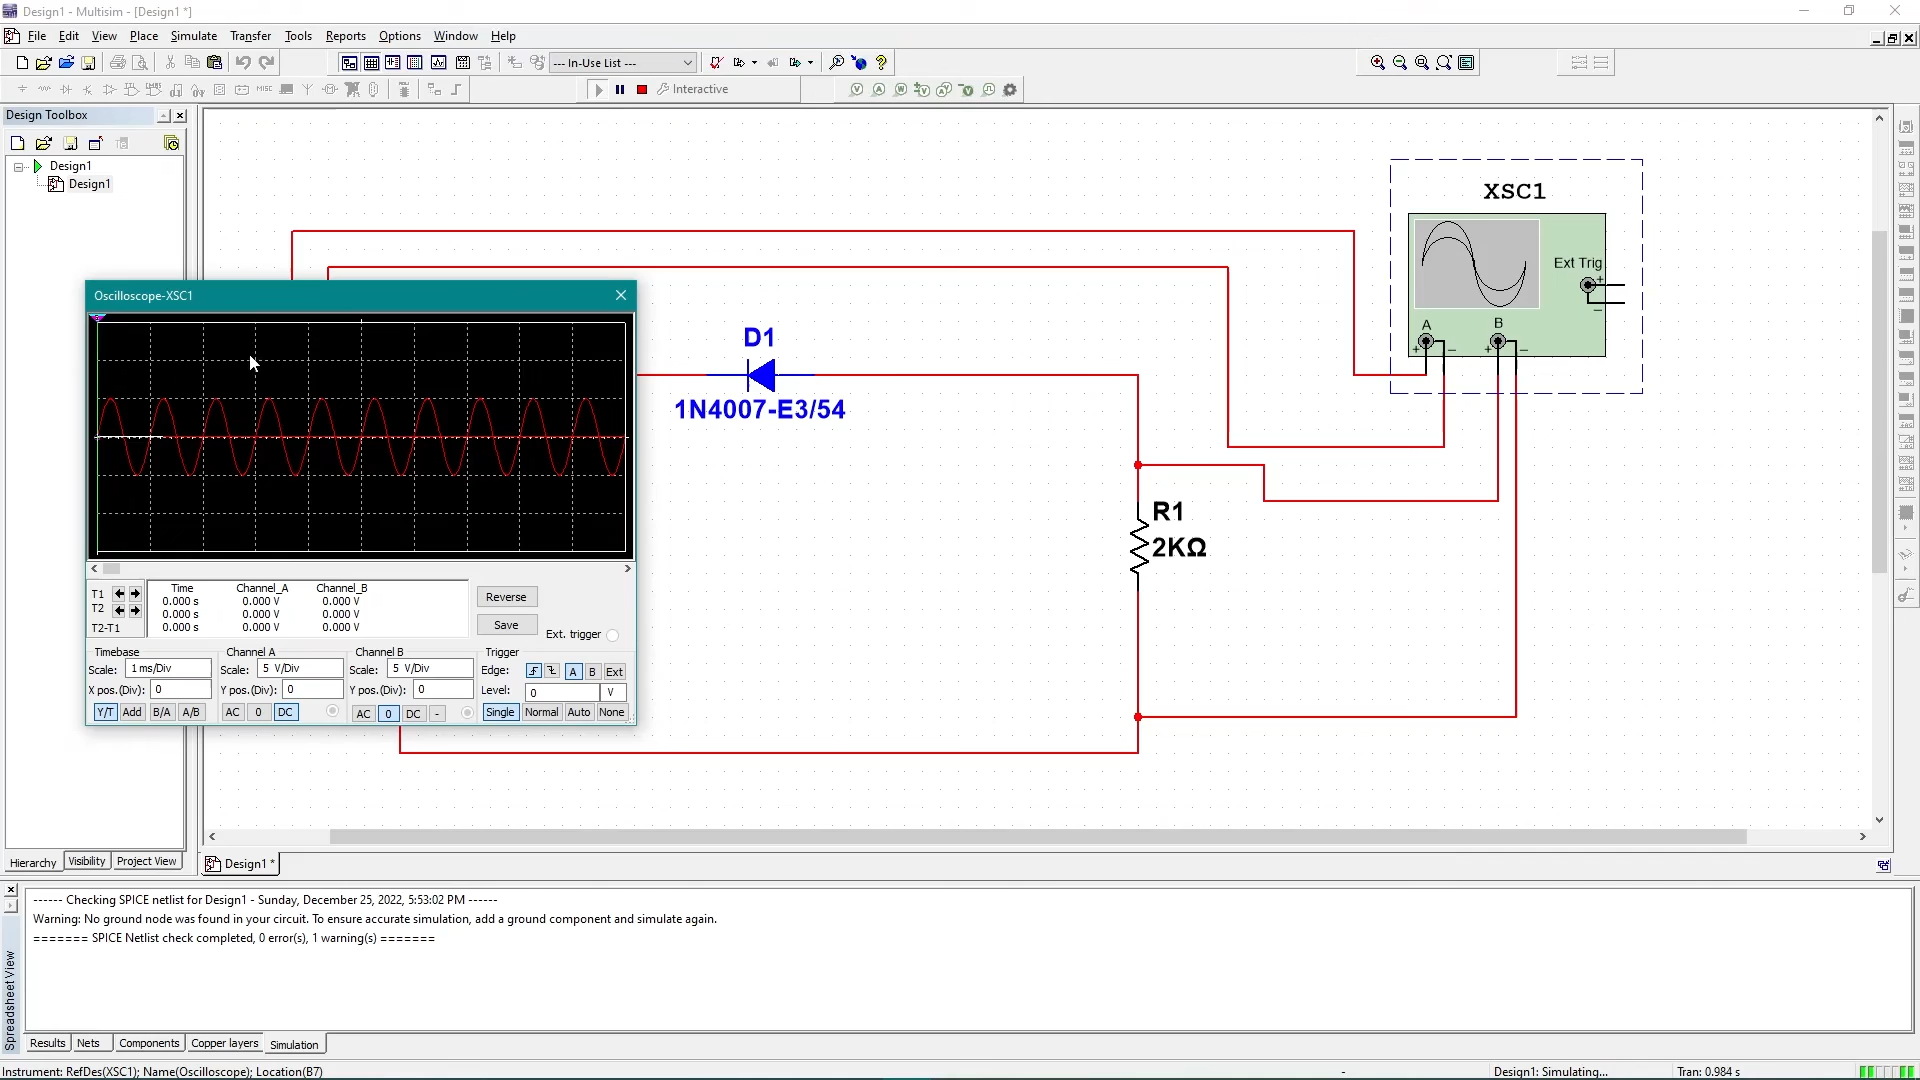 Design1 - Multisim - [Design1 *]
File Edit View Place Simulate Transfer Tools Reports Options Window Help
--- In-Use List ---
MISC
Interactive
Design Toolbox
Design1
Design1
XSC1
Ext Trig
+
−
A
B
+ − + −
Oscilloscope-XSC1
D1
1N4007-E3/54
R1
2KΩ
Time Channel_A Channel_B
T1 0.000 s 0.000 V 0.000 V
T2 0.000 s 0.000 V 0.000 V
T2-T1 0.000 s 0.000 V 0.000 V
Reverse
Save
Ext. trigger
Timebase Channel A Channel B Trigger
Scale: 1 ms/Div Scale: 5 V/Div Scale: 5 V/Div Edge: A B Ext
X pos.(Div): 0 Y pos.(Div): 0 Y pos.(Div): 0 Level: 0 V
Y/T Add B/A A/B AC 0 DC AC 0 DC - Single Normal Auto None
Hierarchy Visibility Project View
Design1 *
------ Checking SPICE netlist for Design1 - Sunday, December 25, 2022, 5:53:02 PM ------
Warning: No ground node was found in your circuit. To ensure accurate simulation, add a ground component and simulate again.
======= SPICE Netlist check completed, 0 error(s), 1 warning(s) =======
Spreadsheet View
Results Nets Components Copper layers Simulation
Instrument: RefDes(XSC1); Name(Oscilloscope); Location(B7) - Design1: Simulating... Tran: 0.984 s